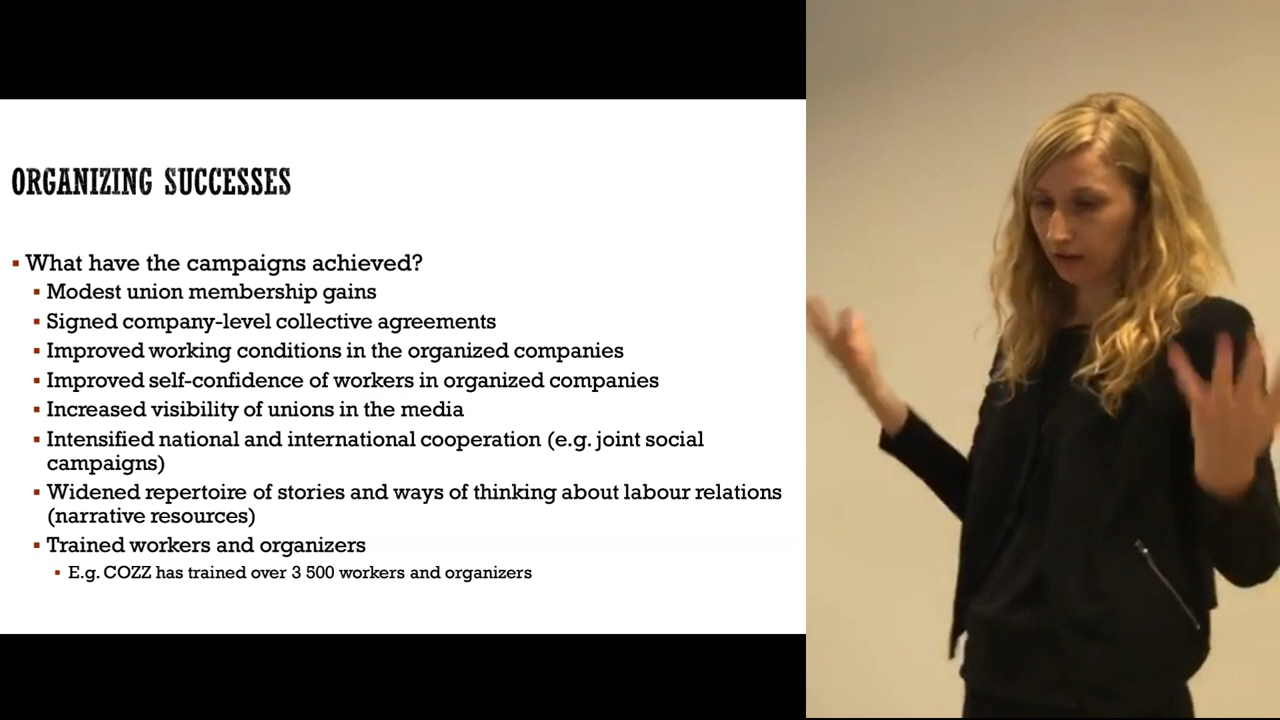 ORGANIZING SUCCESSES
▪ What have the campaigns achieved?
▪ Modest union membership gains
▪ Signed company-level collective agreements
▪ Improved working conditions in the organized companies
▪ Improved self-confidence of workers in organized companies
▪ Increased visibility of unions in the media
▪ Intensified national and international cooperation (e.g. joint social
campaigns)
▪ Widened repertoire of stories and ways of thinking about labour relations
(narrative resources)
▪ Trained workers and organizers
▪ E.g. COZZ has trained over 3 500 workers and organizers